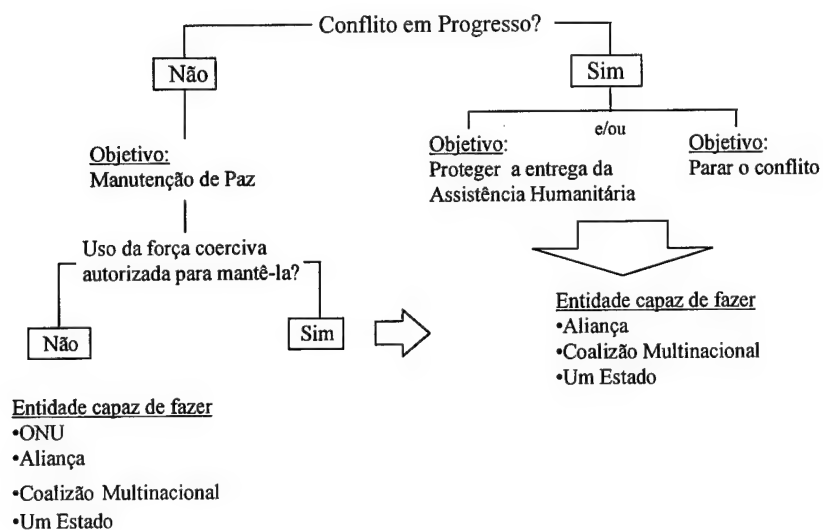 Conflito em Progresso?
Não
Sim
e/ou
Objetivo:
Manutenção de Paz
Objetivo:
Proteger a entrega da
Assistência Humanitária
Objetivo:
Parar o conflito
Uso da força coerciva
autorizada para mantê-la?
Não
Sim
Entidade capaz de fazer
•Aliança
•Coalizão Multinacional
•Um Estado
Entidade capaz de fazer
•ONU
•Aliança
•Coalizão Multinacional
•Um Estado